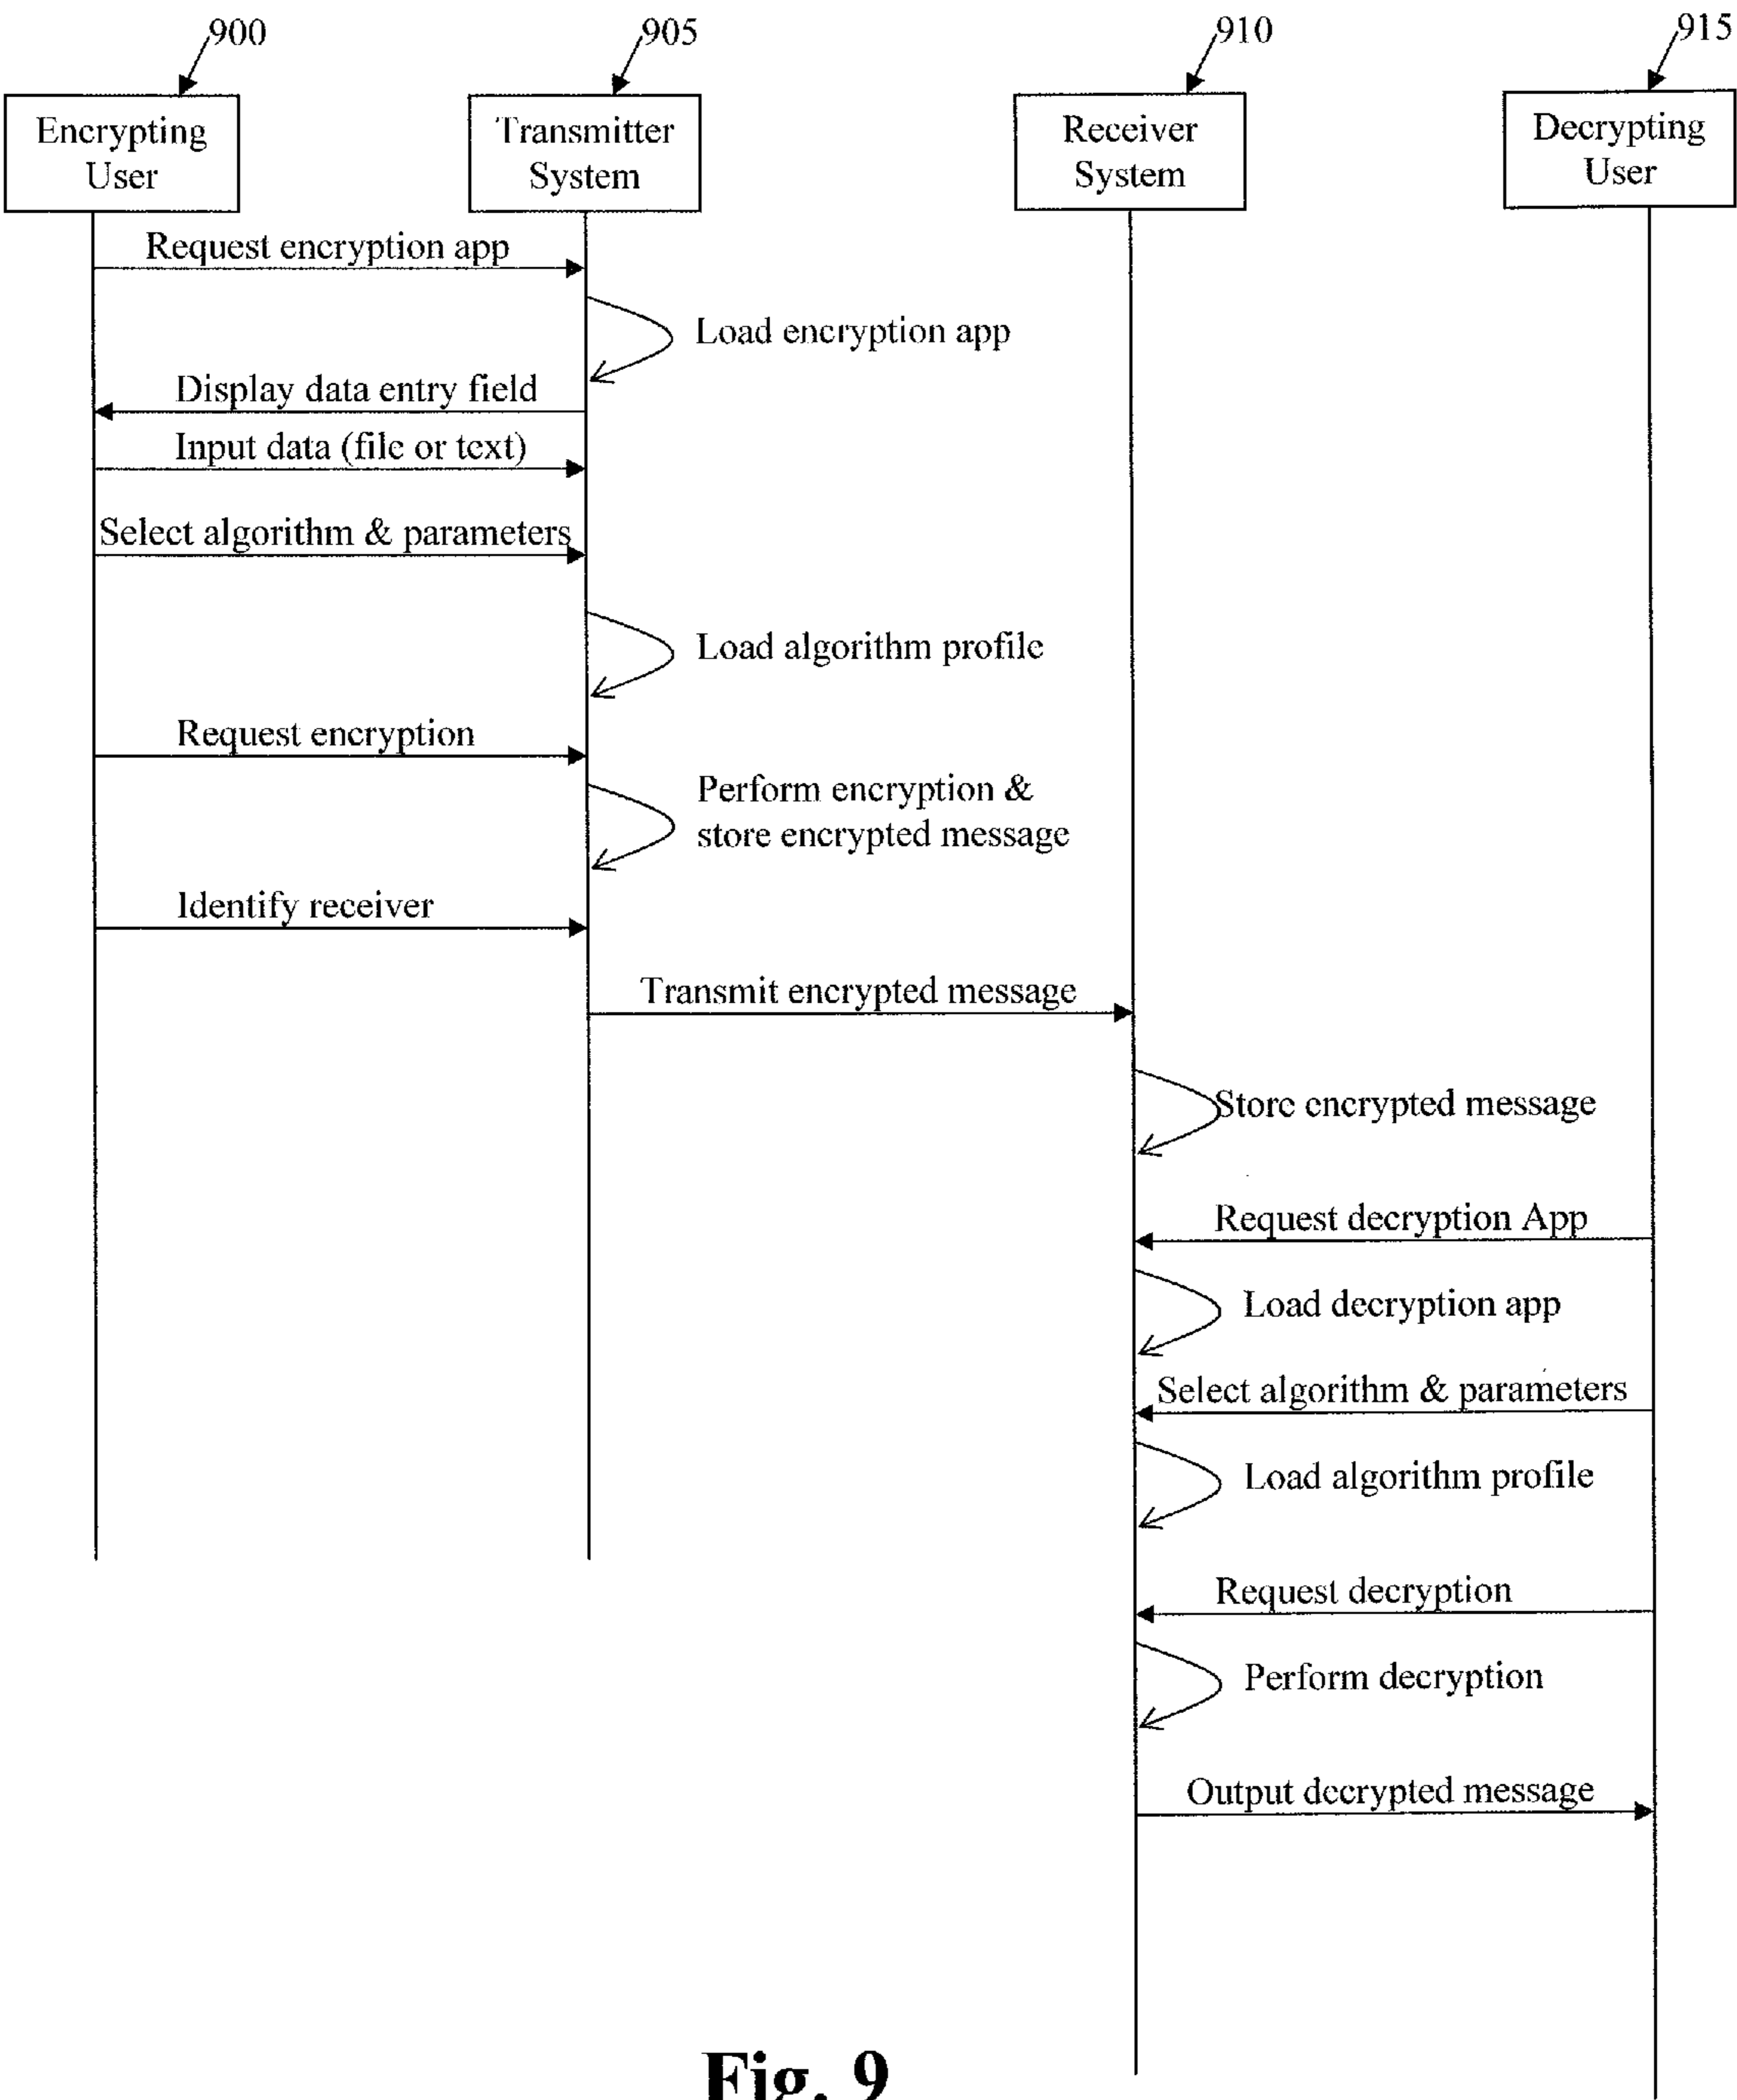 900
905
910
915
Encrypting
User
Transmitter
System
Receiver
System
Decrypting
User
Request encryption app
Load encryption app
Display data entry field
Input data (file or text)
Select algorithm & parameters
Load algorithm profile
Request encryption
Perform encryption &
store encrypted message
Identify receiver
Transmit encrypted message
Store encrypted message
Request decryption App
Load decryption app
Select algorithm & parameters
Load algorithm profile
Request decryption
Perform decryption
Output decrypted message
Fig. 9